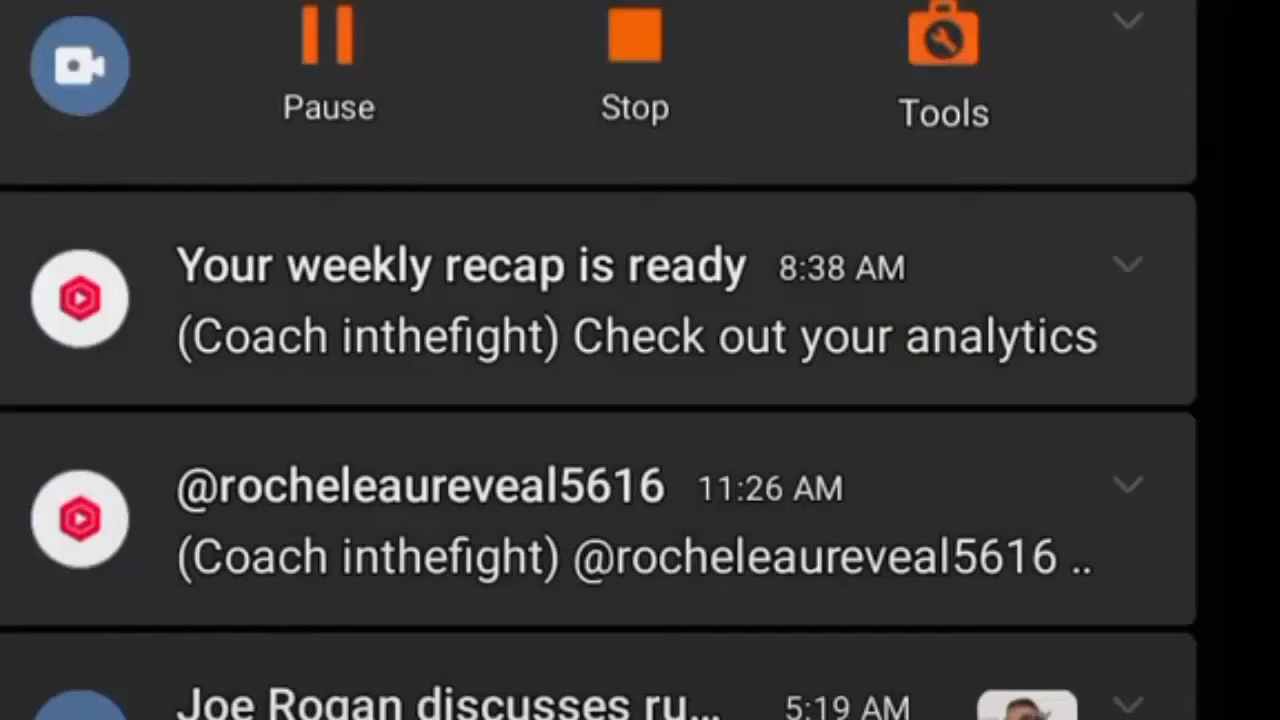 Pause Stop Tools
Your weekly recap is ready 8:38 AM
(Coach inthefight) Check out your analytics
@rocheleaureveal5616 11:26 AM
(Coach inthefight) @rocheleaureveal5616 ..
Joe Rogan discusses ru... 5:19 AM